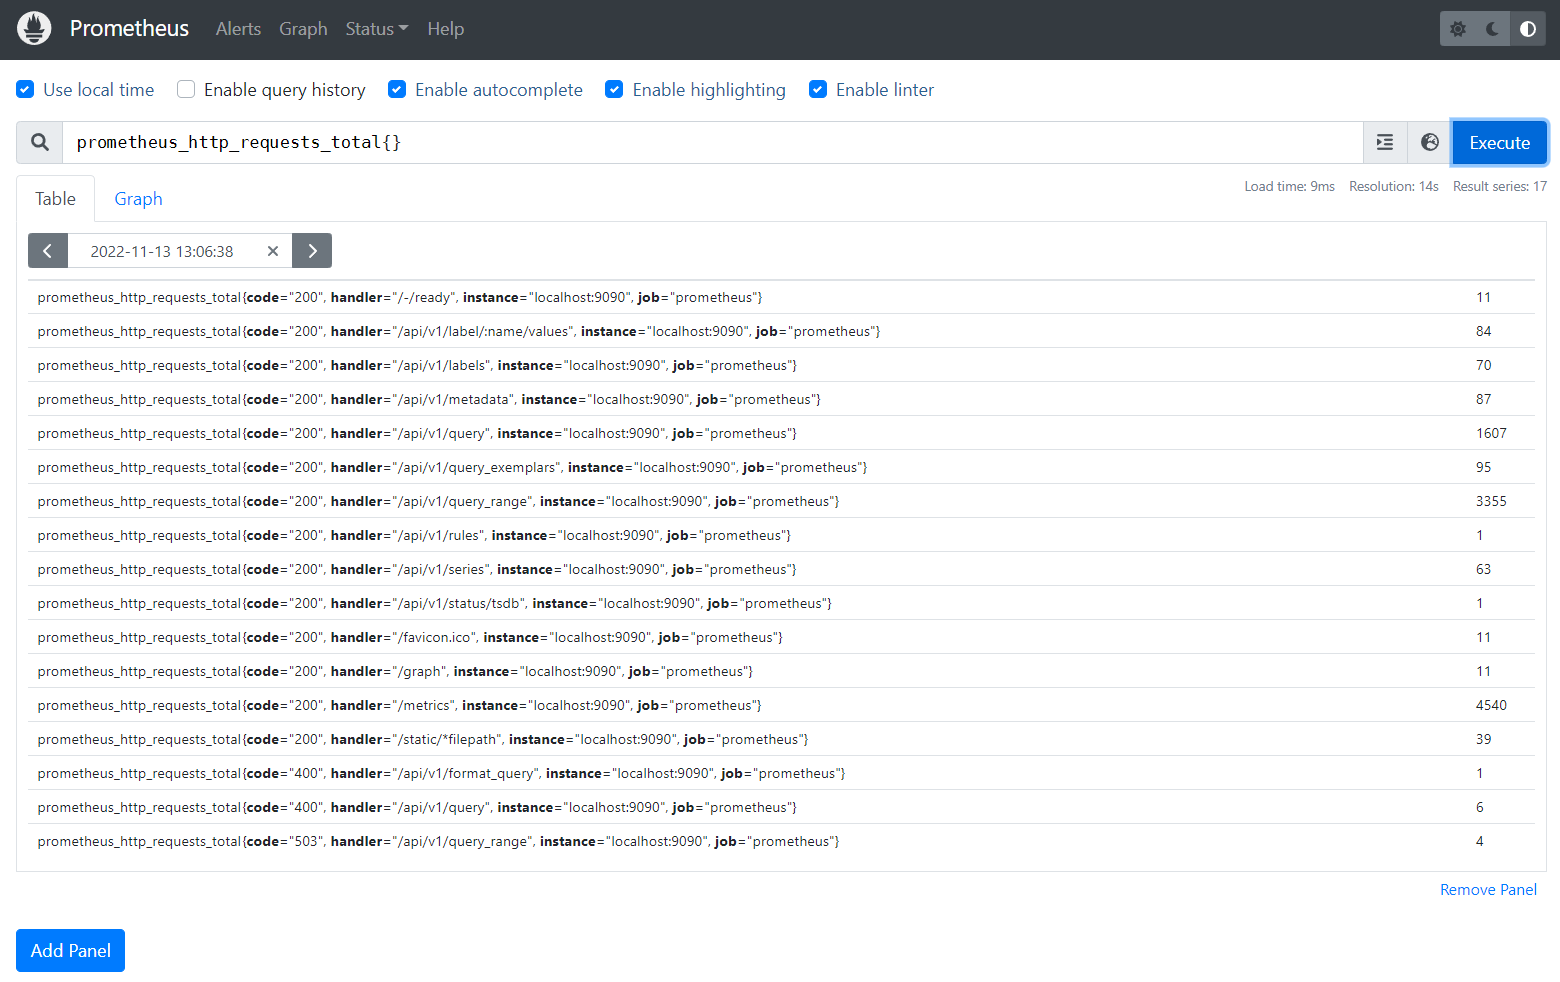 Prometheus Alerts Graph Status Help
Use local time Enable query history Enable autocomplete Enable highlighting Enable linter
prometheus_http_requests_total{} Execute
Table Graph Load time: 9ms Resolution: 14s Result series: 17
2022-11-13 13:06:38
prometheus_http_requests_total{code="200", handler="/-/ready", instance="localhost:9090", job="prometheus"} 11
prometheus_http_requests_total{code="200", handler="/api/v1/label/:name/values", instance="localhost:9090", job="prometheus"} 84
prometheus_http_requests_total{code="200", handler="/api/v1/labels", instance="localhost:9090", job="prometheus"} 70
prometheus_http_requests_total{code="200", handler="/api/v1/metadata", instance="localhost:9090", job="prometheus"} 87
prometheus_http_requests_total{code="200", handler="/api/v1/query", instance="localhost:9090", job="prometheus"} 1607
prometheus_http_requests_total{code="200", handler="/api/v1/query_exemplars", instance="localhost:9090", job="prometheus"} 95
prometheus_http_requests_total{code="200", handler="/api/v1/query_range", instance="localhost:9090", job="prometheus"} 3355
prometheus_http_requests_total{code="200", handler="/api/v1/rules", instance="localhost:9090", job="prometheus"} 1
prometheus_http_requests_total{code="200", handler="/api/v1/series", instance="localhost:9090", job="prometheus"} 63
prometheus_http_requests_total{code="200", handler="/api/v1/status/tsdb", instance="localhost:9090", job="prometheus"} 1
prometheus_http_requests_total{code="200", handler="/favicon.ico", instance="localhost:9090", job="prometheus"} 11
prometheus_http_requests_total{code="200", handler="/graph", instance="localhost:9090", job="prometheus"} 11
prometheus_http_requests_total{code="200", handler="/metrics", instance="localhost:9090", job="prometheus"} 4540
prometheus_http_requests_total{code="200", handler="/static/*filepath", instance="localhost:9090", job="prometheus"} 39
prometheus_http_requests_total{code="400", handler="/api/v1/format_query", instance="localhost:9090", job="prometheus"} 1
prometheus_http_requests_total{code="400", handler="/api/v1/query", instance="localhost:9090", job="prometheus"} 6
prometheus_http_requests_total{code="503", handler="/api/v1/query_range", instance="localhost:9090", job="prometheus"} 4
Remove Panel
Add Panel